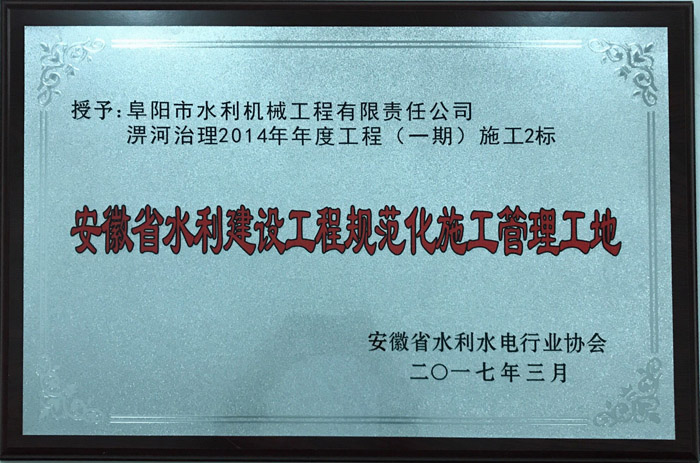 授予:阜阳市水利机械工程有限责任公司
淠河治理2014年年度工程（一期）施工2标
安徽省水利建设工程规范化施工管理工地
安徽省水利水电行业协会
二〇一七年三月